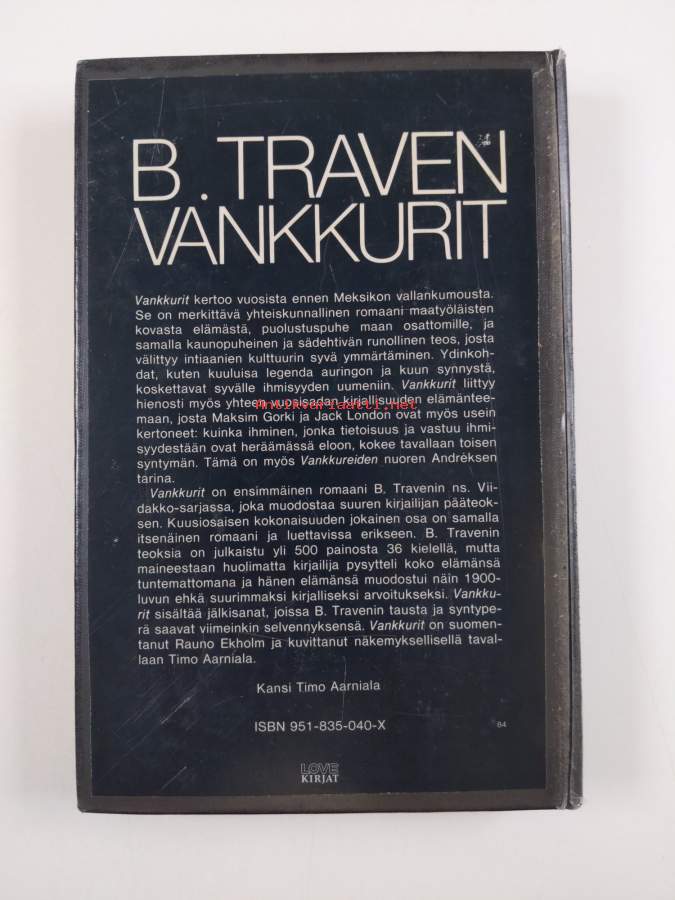 B. TRAVEN
VANKKURIT
Vankkurit kertoo vuosista ennen Meksikon vallankumousta.
Se on merkittävä yhteiskunnallinen romaani maatyöläisten
kovasta elämästä, puolustuspuhe maan osattomille, ja
samalla kaunopuheinen ja sädehtivän runollinen teos, josta
välittyy intiaanien kulttuurin syvä ymmärtäminen. Ydinkoh-
dat, kuten kuuluisa legenda auringon ja kuun synnystä,
koskettavat syvälle ihmisyyden uumeniin. Vankkurit liittyy
hienosti myös yhteen vuosisadan kirjallisuuden elämäntee-
Antikvariaatti.net
maan, josta Maksim Gorki ja Jack London ovat myös usein
kertoneet: kuinka ihminen, jonka tietoisuus ja vastuu ihmi-
syydestään ovat heräämässä eloon, kokee tavallaan toisen
syntymän. Tämä on myös Vankkureiden nuoren Andréksen
tarina.
Vankkurit on ensimmäinen romaani B. Travenin ns. Vii-
dakko-sarjassa, joka muodostaa suuren kirjailijan pääteok-
sen. Kuusiosaisen kokonaisuuden jokainen osa on samalla
itsenäinen romaani ja luettavissa erikseen. B. Travenin
teoksia on julkaistu yli 500 painosta 36 kielellä, mutta
maineestaan huolimatta kirjailija pysytteli koko elämänsä
tuntemattomana ja hänen elämänsä muodostui näin 1900-
luvun ehkä suurimmaksi kirjalliseksi arvoitukseksi. Vankku-
rit sisältää jälkisanat, joissa B. Travenin tausta ja syntype-
rä saavat viimeinkin selvennyksensä. Vankkurit on suomen-
tanut Rauno Ekholm ja kuvittanut näkemyksellisellä taval-
laan Timo Aarniala.
Kansi Timo Aarniala
ISBN 951-835-040-X
84
LOVE
KIRJAT